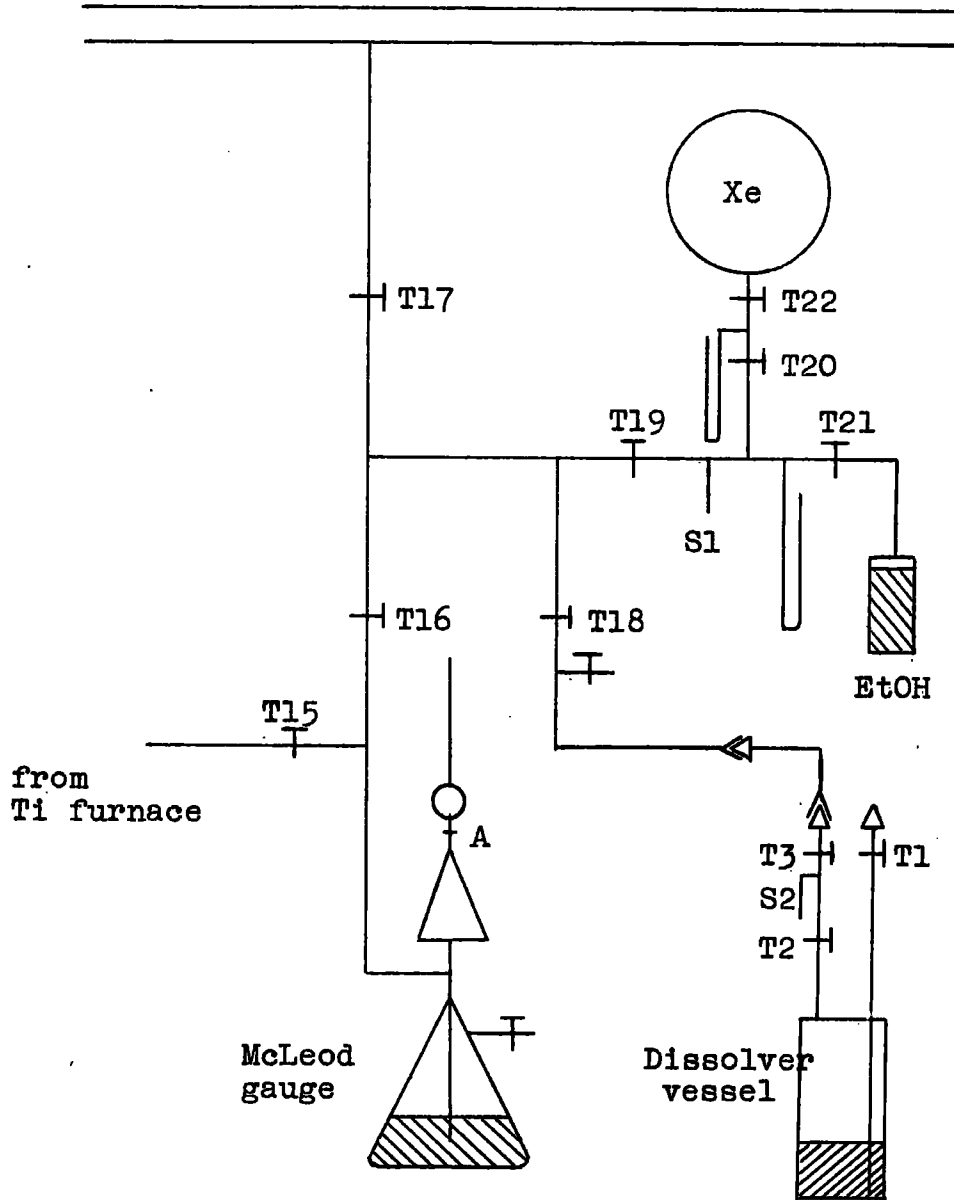 Xe
T17
T22
T20
T19
T21
S1
T16
T18
EtOH
T15
from
Ti furnace
A
T3
T1
S2
T2
McLeod
gauge
Dissolver
vessel